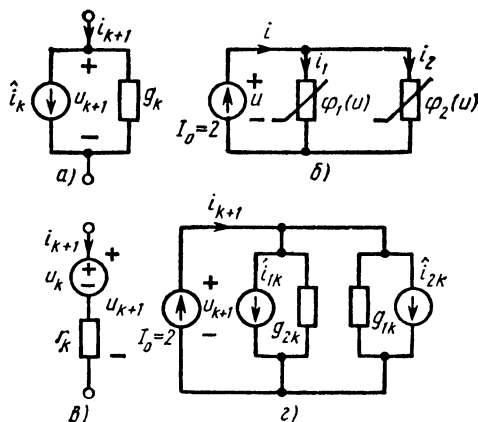 i_{k+1}
î_k
+
u_{k+1}
−
g_k
а)
i
i_1
i_2
+
u
−
I_0=2
φ_1(u)
φ_2(u)
б)
i_{k+1}
u_k
+
−
+
u_{k+1}
−
r_k
в)
i_{k+1}
+
u_{k+1}
−
I_0=2
î_{1k}
g_{2k}
g_{1k}
î_{2k}
г)